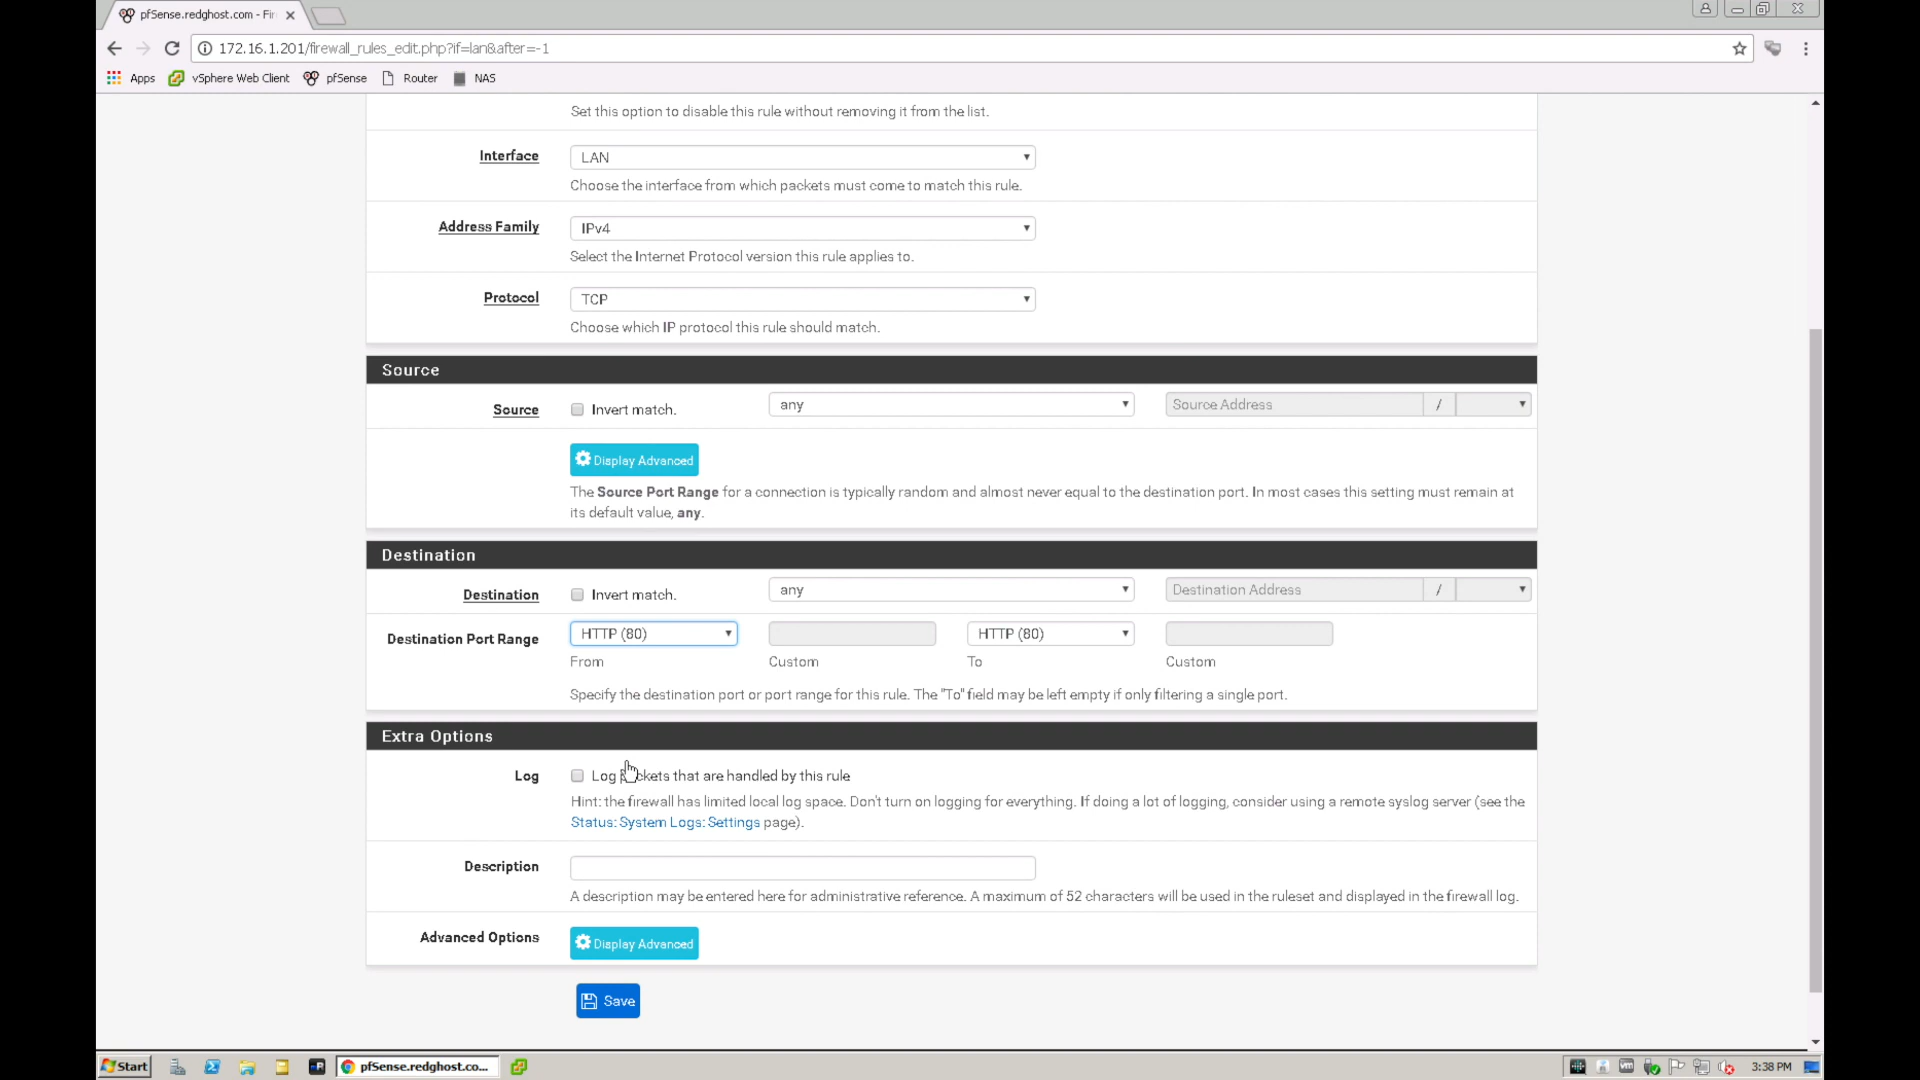 pfSense.redghost.com - Fir
172.16.1.201/firewall_rules_edit.php?if=lan&after=-1
Apps vSphere Web Client pfSense Router NAS
Set this option to disable this rule without removing it from the list.
Interface LAN
Choose the interface from which packets must come to match this rule.
Address Family IPv4
Select the Internet Protocol version this rule applies to.
Protocol TCP
Choose which IP protocol this rule should match.
Source
Source Invert match. any Source Address /
Display Advanced
The Source Port Range for a connection is typically random and almost never equal to the destination port. In most cases this setting must remain at
its default value, any.
Destination
Destination Invert match. any Destination Address /
Destination Port Range HTTP (80) HTTP (80)
From Custom To Custom
Specify the destination port or port range for this rule. The "To" field may be left empty if only filtering a single port.
Extra Options
Log Log packets that are handled by this rule
Hint: the firewall has limited local log space. Don't turn on logging for everything. If doing a lot of logging, consider using a remote syslog server (see the
Status: System Logs: Settings page).
Description
A description may be entered here for administrative reference. A maximum of 52 characters will be used in the ruleset and displayed in the firewall log.
Advanced Options Display Advanced
Save
Start pfSense.redghost.co... 3:38 PM